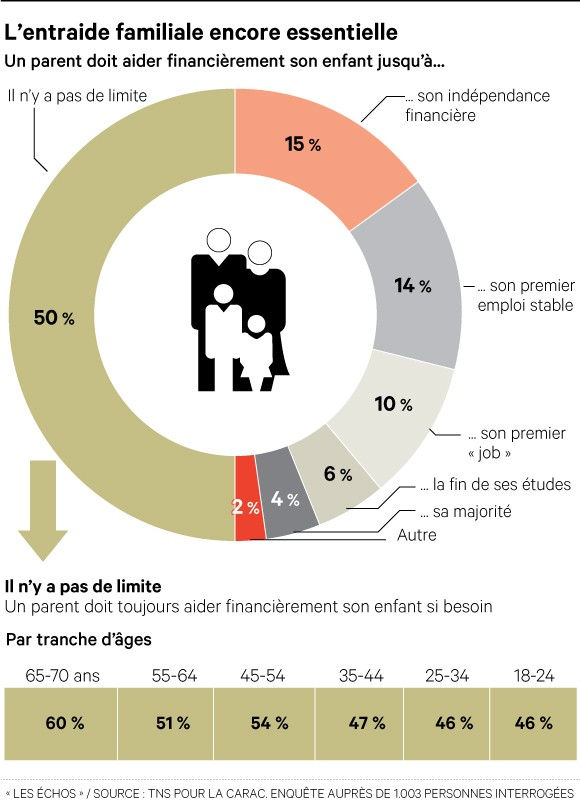 L'entraide familiale encore essentielle
Un parent doit aider financièrement son enfant jusqu'à...
Il n'y a pas de limite
... son indépendance
financière
15 %
14 %
... son premier
emploi stable
50 %
10 %
... son premier
« job »
6 %
... la fin de ses études
4 %
2 %
... sa majorité
Autre
Il n'y a pas de limite
Un parent doit toujours aider financièrement son enfant si besoin
Par tranche d'âges
65-70 ans 55-64 45-54 35-44 25-34 18-24
60 % 51 % 54 % 47 % 46 % 46 %
« LES ÉCHOS » / SOURCE : TNS POUR LA CARAC. ENQUÊTE AUPRÈS DE 1.003 PERSONNES INTERROGÉES